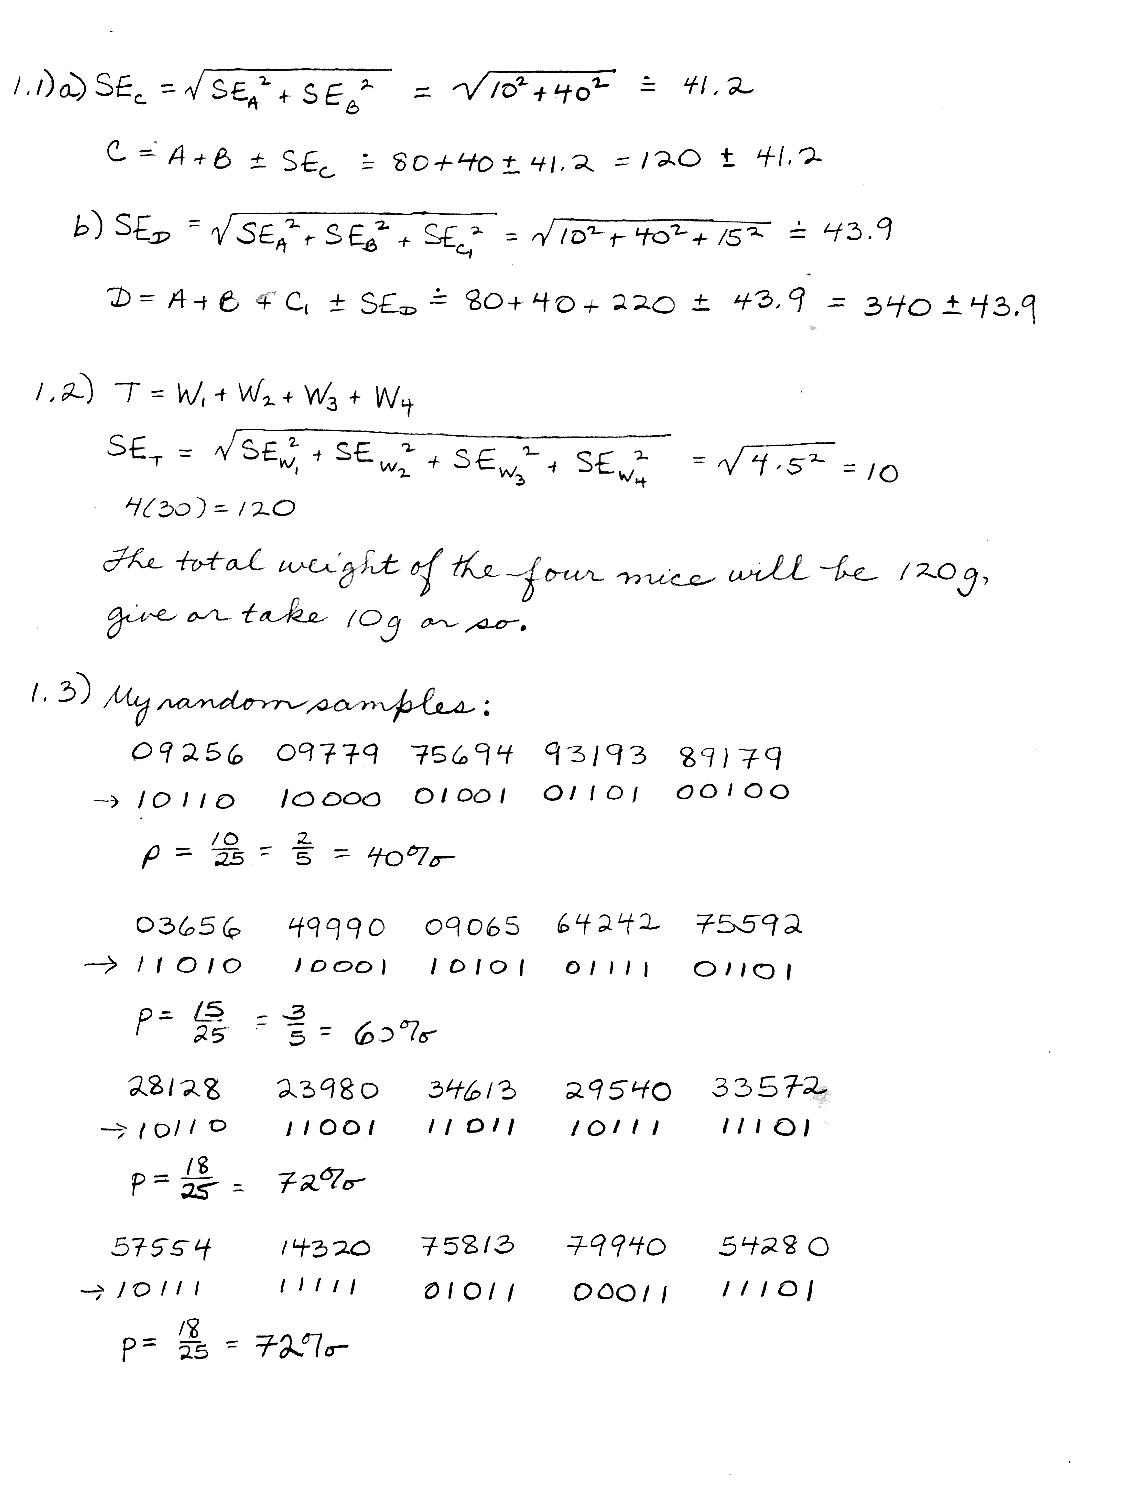 1.1)a) SE_C = √(SE_A² + SE_B²) = √(10² + 40²) ≐ 41.2
C = A + B ± SE_C ≐ 80 + 40 ± 41.2 = 120 ± 41.2
b) SE_D = √(SE_A² + SE_B² + SE_C₁²) = √(10² + 40² + 15²) ≐ 43.9
D = A + B + C₁ ± SE_D ≐ 80 + 40 + 220 ± 43.9 = 340 ± 43.9
1.2) T = W₁ + W₂ + W₃ + W₄
SE_T = √(SE_W₁² + SE_W₂² + SE_W₃² + SE_W₄²) = √(4·5²) = 10
4(30) = 120
The total weight of the four mice will be 120g,
give or take 10g or so.
1.3) My random samples:
09256 09779 75694 93193 89179
→ 10110 10000 01001 01101 00100
p = 10/25 = 2/5 = 40%
03656 49990 09065 64242 75592
→ 11010 10001 10101 01111 01101
p = 15/25 = 3/5 = 60%
28128 23980 34613 29540 33572
→ 10110 11001 11011 10111 11101
p = 18/25 = 72%
57554 14320 75813 79940 54280
→ 10111 11111 01011 00011 11101
p = 18/25 = 72%